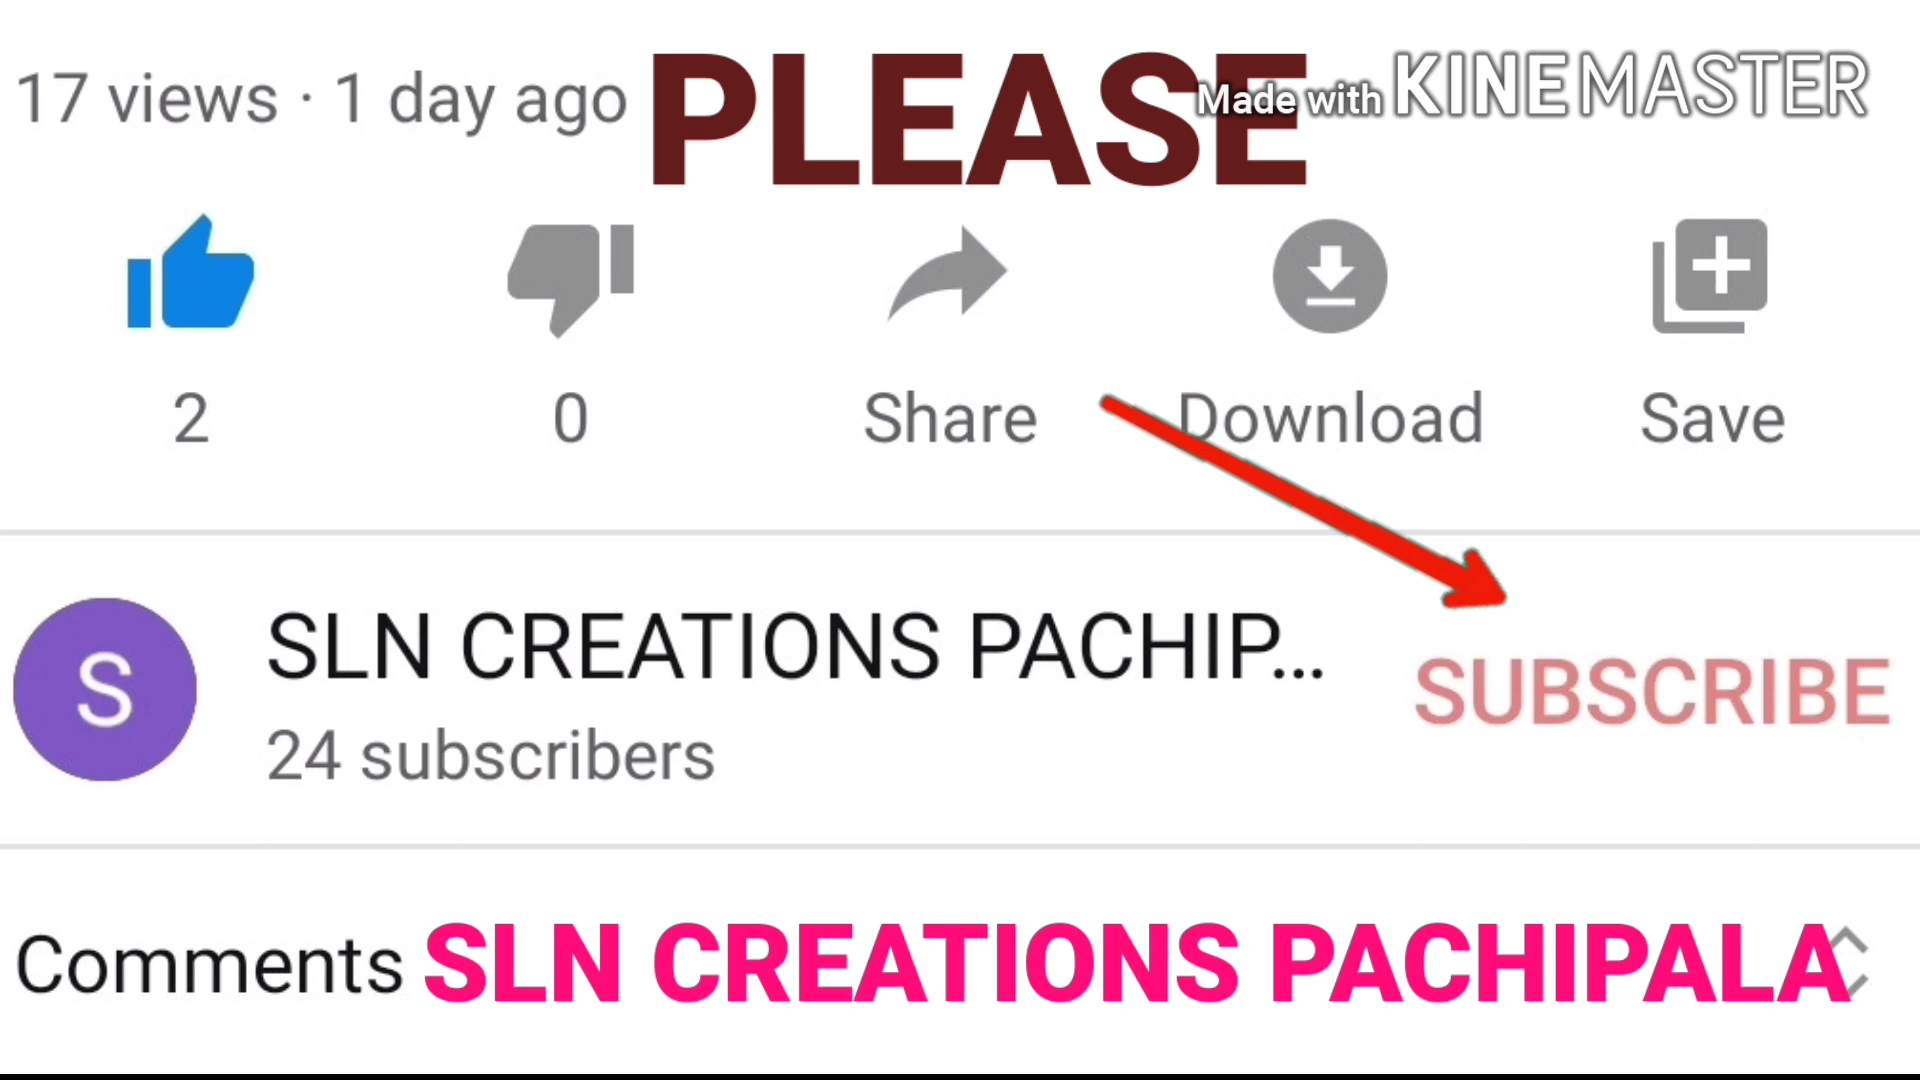 17 views · 1 day ago PLEASE Made with KINEMASTER
2 0 Share Download Save
S SLN CREATIONS PACHIP... SUBSCRIBE
24 subscribers
Comments SLN CREATIONS PACHIPALA